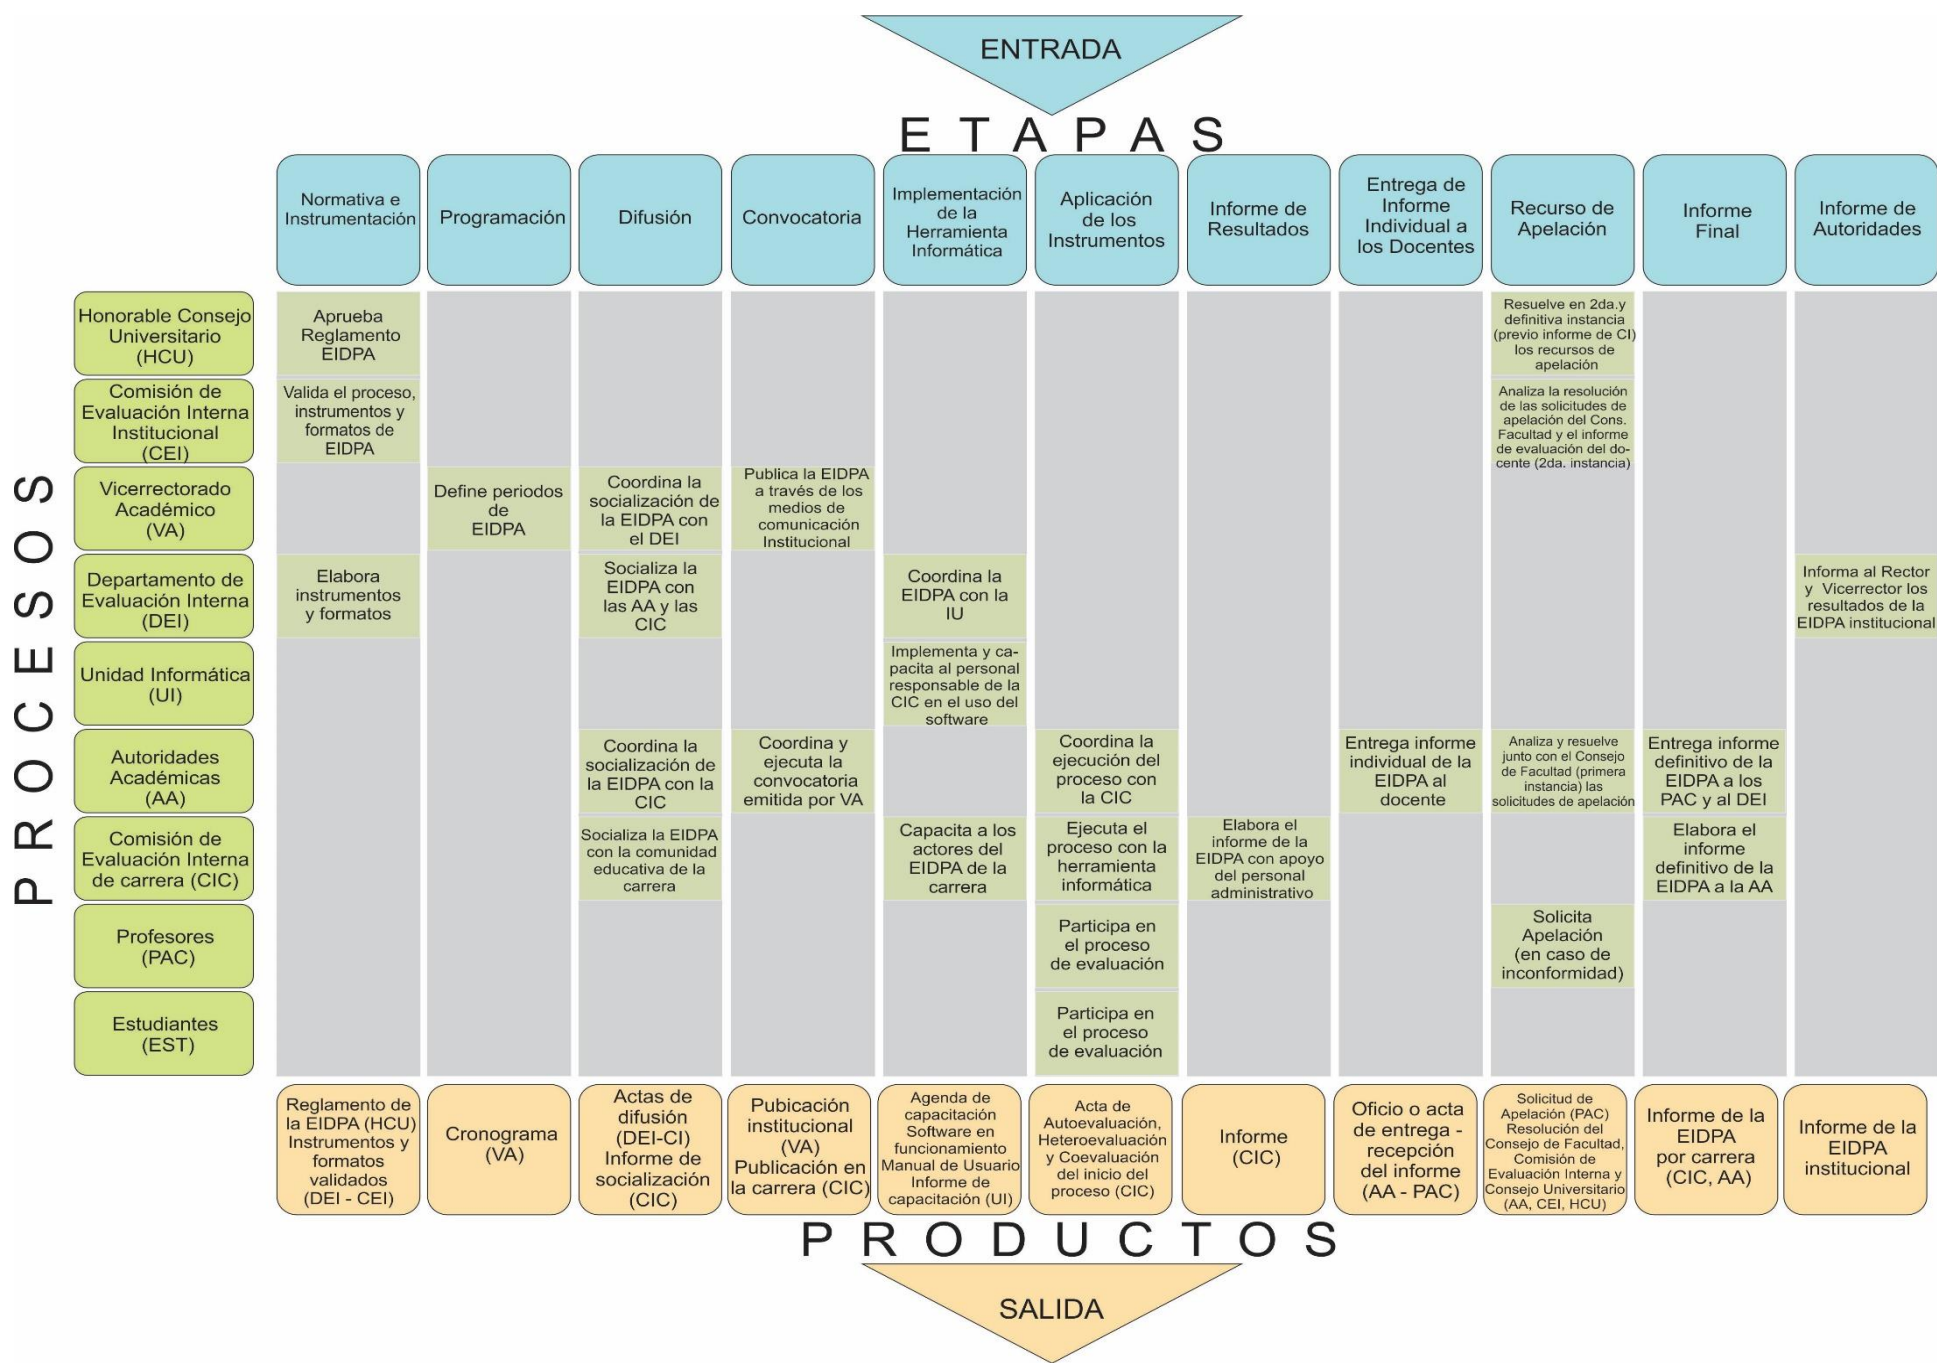 ENTRADA
ETAPAS
Normativa e
Instrumentación
Programación
Difusión
Convocatoria
Implementación
de la
Herramienta
Informática
Aplicación
de los
Instrumentos
Informe de
Resultados
Entrega de
Informe
Individual a
los Docentes
Recurso de
Apelación
Informe
Final
Informe de
Autoridades
PROCESOS
Honorable Consejo
Universitario
(HCU)
Aprueba
Reglamento
EIDPA
Resuelve en 2da.y
definitiva instancia
(previo informe de CI)
los recursos de
apelación
Comisión de
Evaluación Interna
Institucional
(CEI)
Valida el proceso,
instrumentos y
formatos de
EIDPA
Analiza la resolución
de las solicitudes de
apelación del Cons.
Facultad y el informe
de evaluación del do-
cente (2da. instancia)
Vicerrectorado
Académico
(VA)
Define periodos
de
EIDPA
Coordina la
socialización de
la EIDPA con
el DEI
Publica la EIDPA
a través de los
medios de
comunicación
Institucional
Departamento de
Evaluación Interna
(DEI)
Elabora
instrumentos
y formatos
Socializa la
EIDPA con
las AA y las
CIC
Coordina la
EIDPA con la
IU
Informa al Rector
y Vicerrector los
resultados de la
EIDPA institucional
Unidad Informática
(UI)
Implementa y ca-
pacita al personal
responsable de la
CIC en el uso del
software
Autoridades
Académicas
(AA)
Coordina la
socialización de
la EIDPA con la
CIC
Coordina y
ejecuta la
convocatoria
emitida por VA
Coordina la
ejecución del
proceso con
la CIC
Entrega informe
individual de la
EIDPA al
docente
Analiza y resuelve
junto con el Consejo
de Facultad (primera
instancia) las
solicitudes de apelación
Entrega informe
definitivo de la
EIDPA a los
PAC y al DEI
Comisión de
Evaluación Interna
de carrera (CIC)
Socializa la EIDPA
con la comunidad
educativa de la
carrera
Capacita a los
actores del
EIDPA de la
carrera
Ejecuta el
proceso con la
herramienta
informática
Elabora el
informe de la
EIDPA con apoyo
del personal
administrativo
Elabora el
informe
definitivo de la
EIDPA a la AA
Profesores
(PAC)
Participa en
el proceso
de evaluación
Solicita
Apelación
(en caso de
inconformidad)
Estudiantes
(EST)
Participa en
el proceso
de evaluación
Reglamento de
la EIDPA (HCU)
Instrumentos y
formatos
validados
(DEI - CEI)
Cronograma
(VA)
Actas de
difusión
(DEI-CI)
Informe de
socialización
(CIC)
Pubicación
institucional
(VA)
Publicación en
la carrera (CIC)
Agenda de
capacitación
Software en
funcionamiento
Manual de Usuario
Informe de
capacitación (UI)
Acta de
Autoevaluación,
Heteroevaluación
y Coevaluación
del inicio del
proceso (CIC)
Informe
(CIC)
Oficio o acta
de entrega -
recepción
del informe
(AA - PAC)
Solicitud de
Apelación (PAC)
Resolución del
Consejo de Facultad,
Comisión de
Evaluación Interna y
Consejo Universitario
(AA, CEI, HCU)
Informe de la
EIDPA
por carrera
(CIC, AA)
Informe de la
EIDPA
institucional
PRODUCTOS
SALIDA